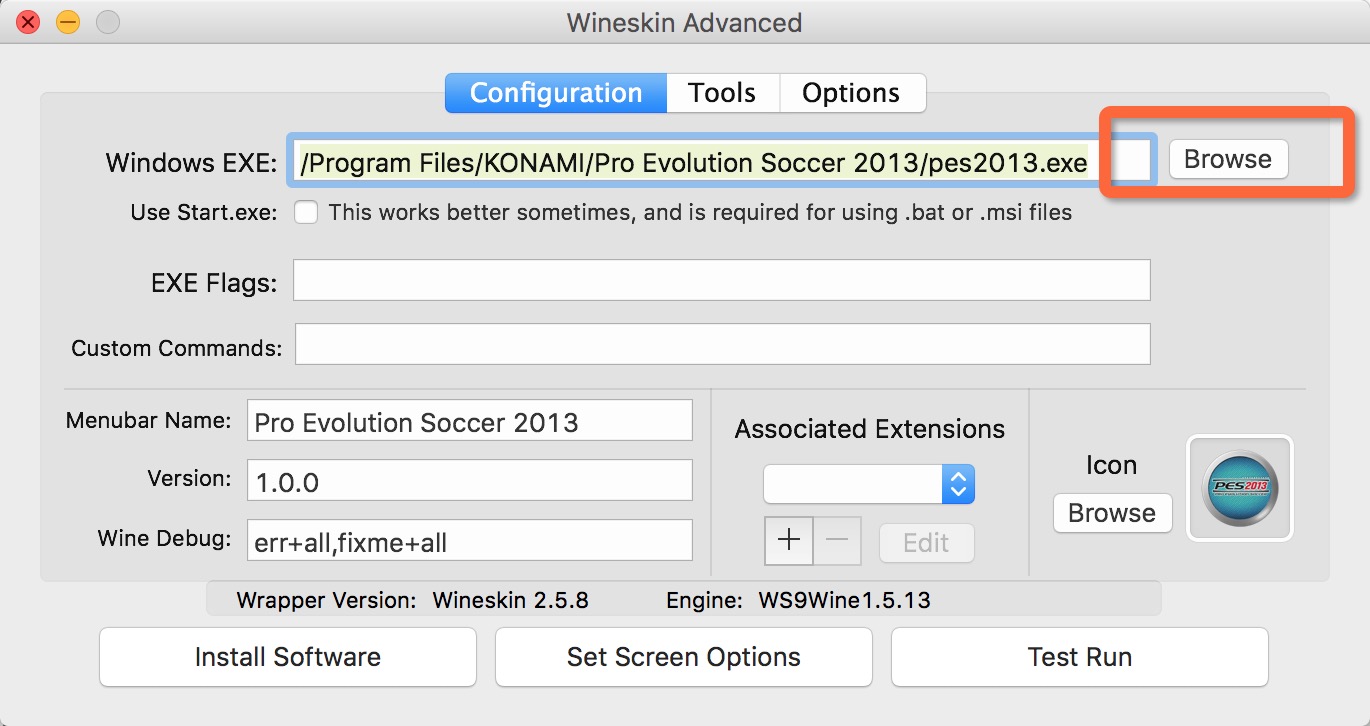 Wineskin Advanced
Configuration Tools Options
Windows EXE: /Program Files/KONAMI/Pro Evolution Soccer 2013/pes2013.exe Browse
Use Start.exe: This works better sometimes, and is required for using .bat or .msi files
EXE Flags:
Custom Commands:
Menubar Name: Pro Evolution Soccer 2013
Version: 1.0.0
Wine Debug: err+all,fixme+all
Associated Extensions
+ − Edit
Icon
Browse
PES2013
Wrapper Version: Wineskin 2.5.8 Engine: WS9Wine1.5.13
Install Software Set Screen Options Test Run